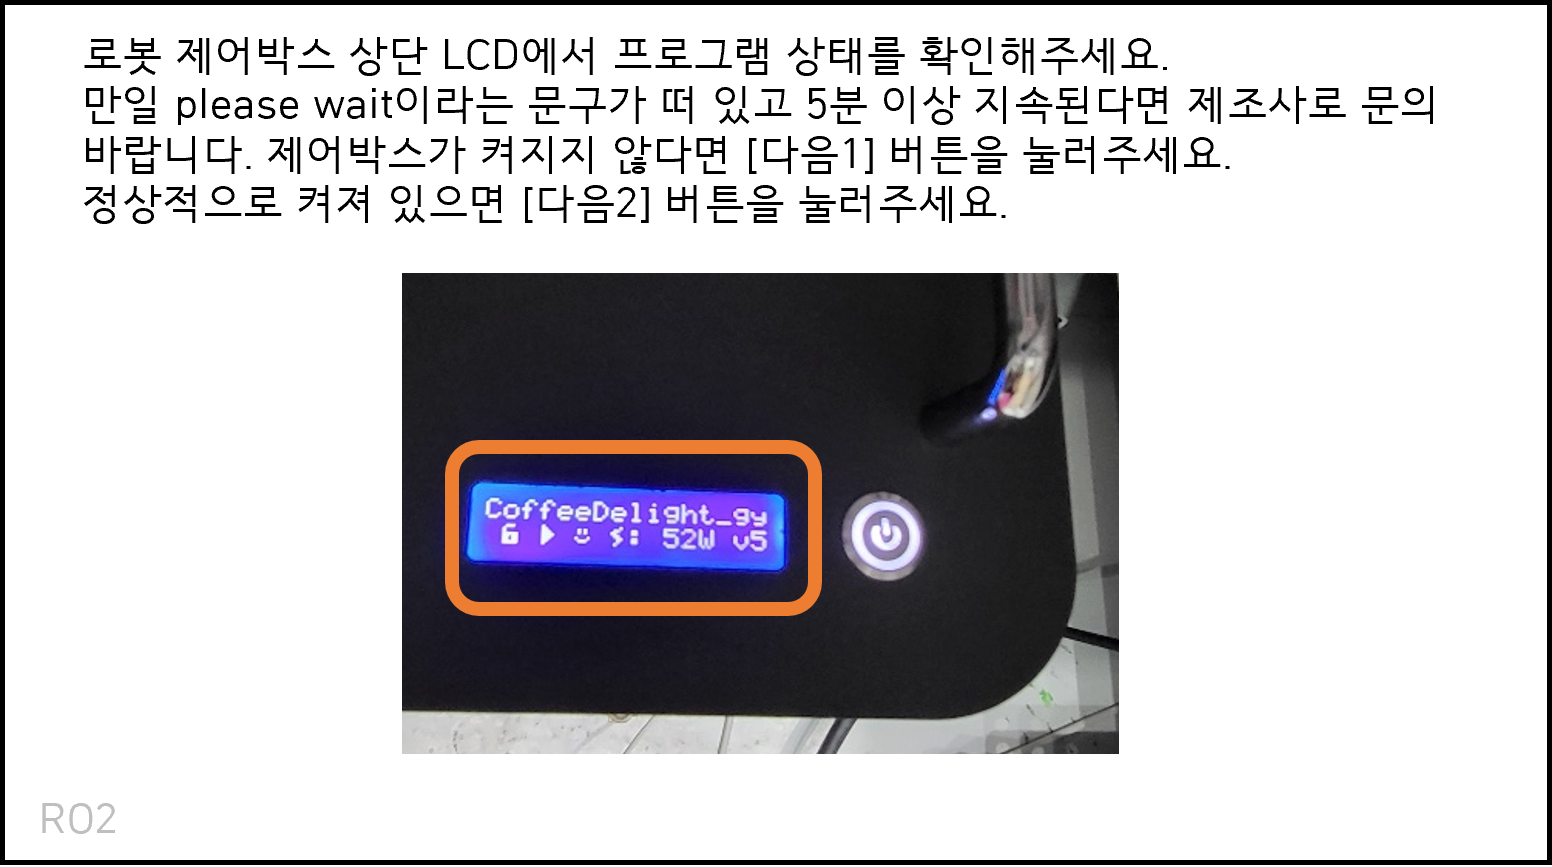 로봇 제어박스 상단 LCD에서 프로그램 상태를 확인해주세요.
만일 please wait이라는 문구가 떠 있고 5분 이상 지속된다면 제조사로 문의
바랍니다. 제어박스가 켜지지 않다면 [다음1] 버튼을 눌러주세요.
정상적으로 켜져 있으면 [다음2] 버튼을 눌러주세요.
CoffeeDelight_gy
52W v5
RO2